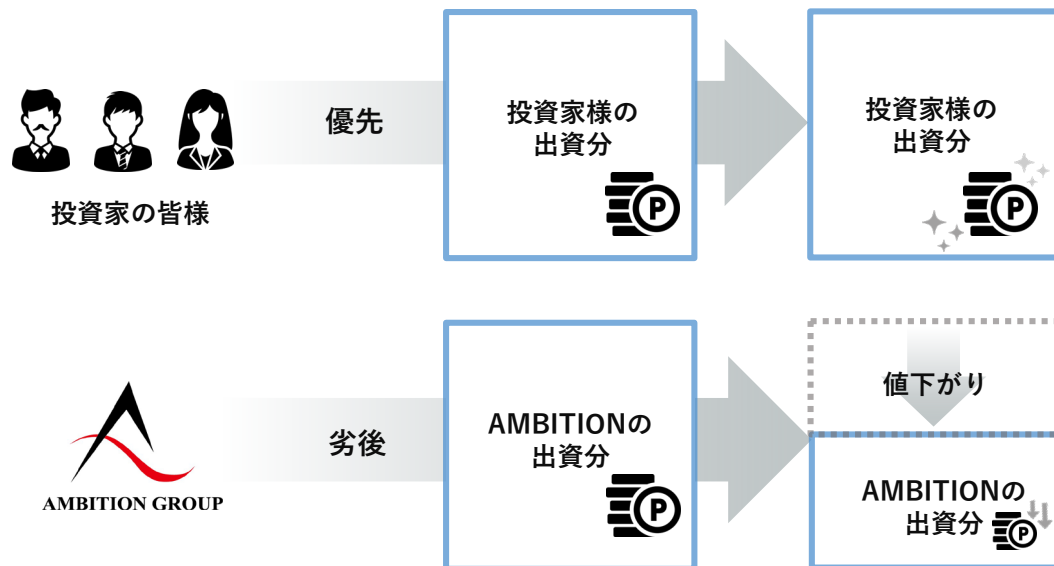 優先
投資家様の
出資分
P
投資家様の
出資分
P
投資家の皆様
値下がり
劣後
AMBITIONの
出資分
P
AMBITIONの
出資分
P
AMBITION GROUP